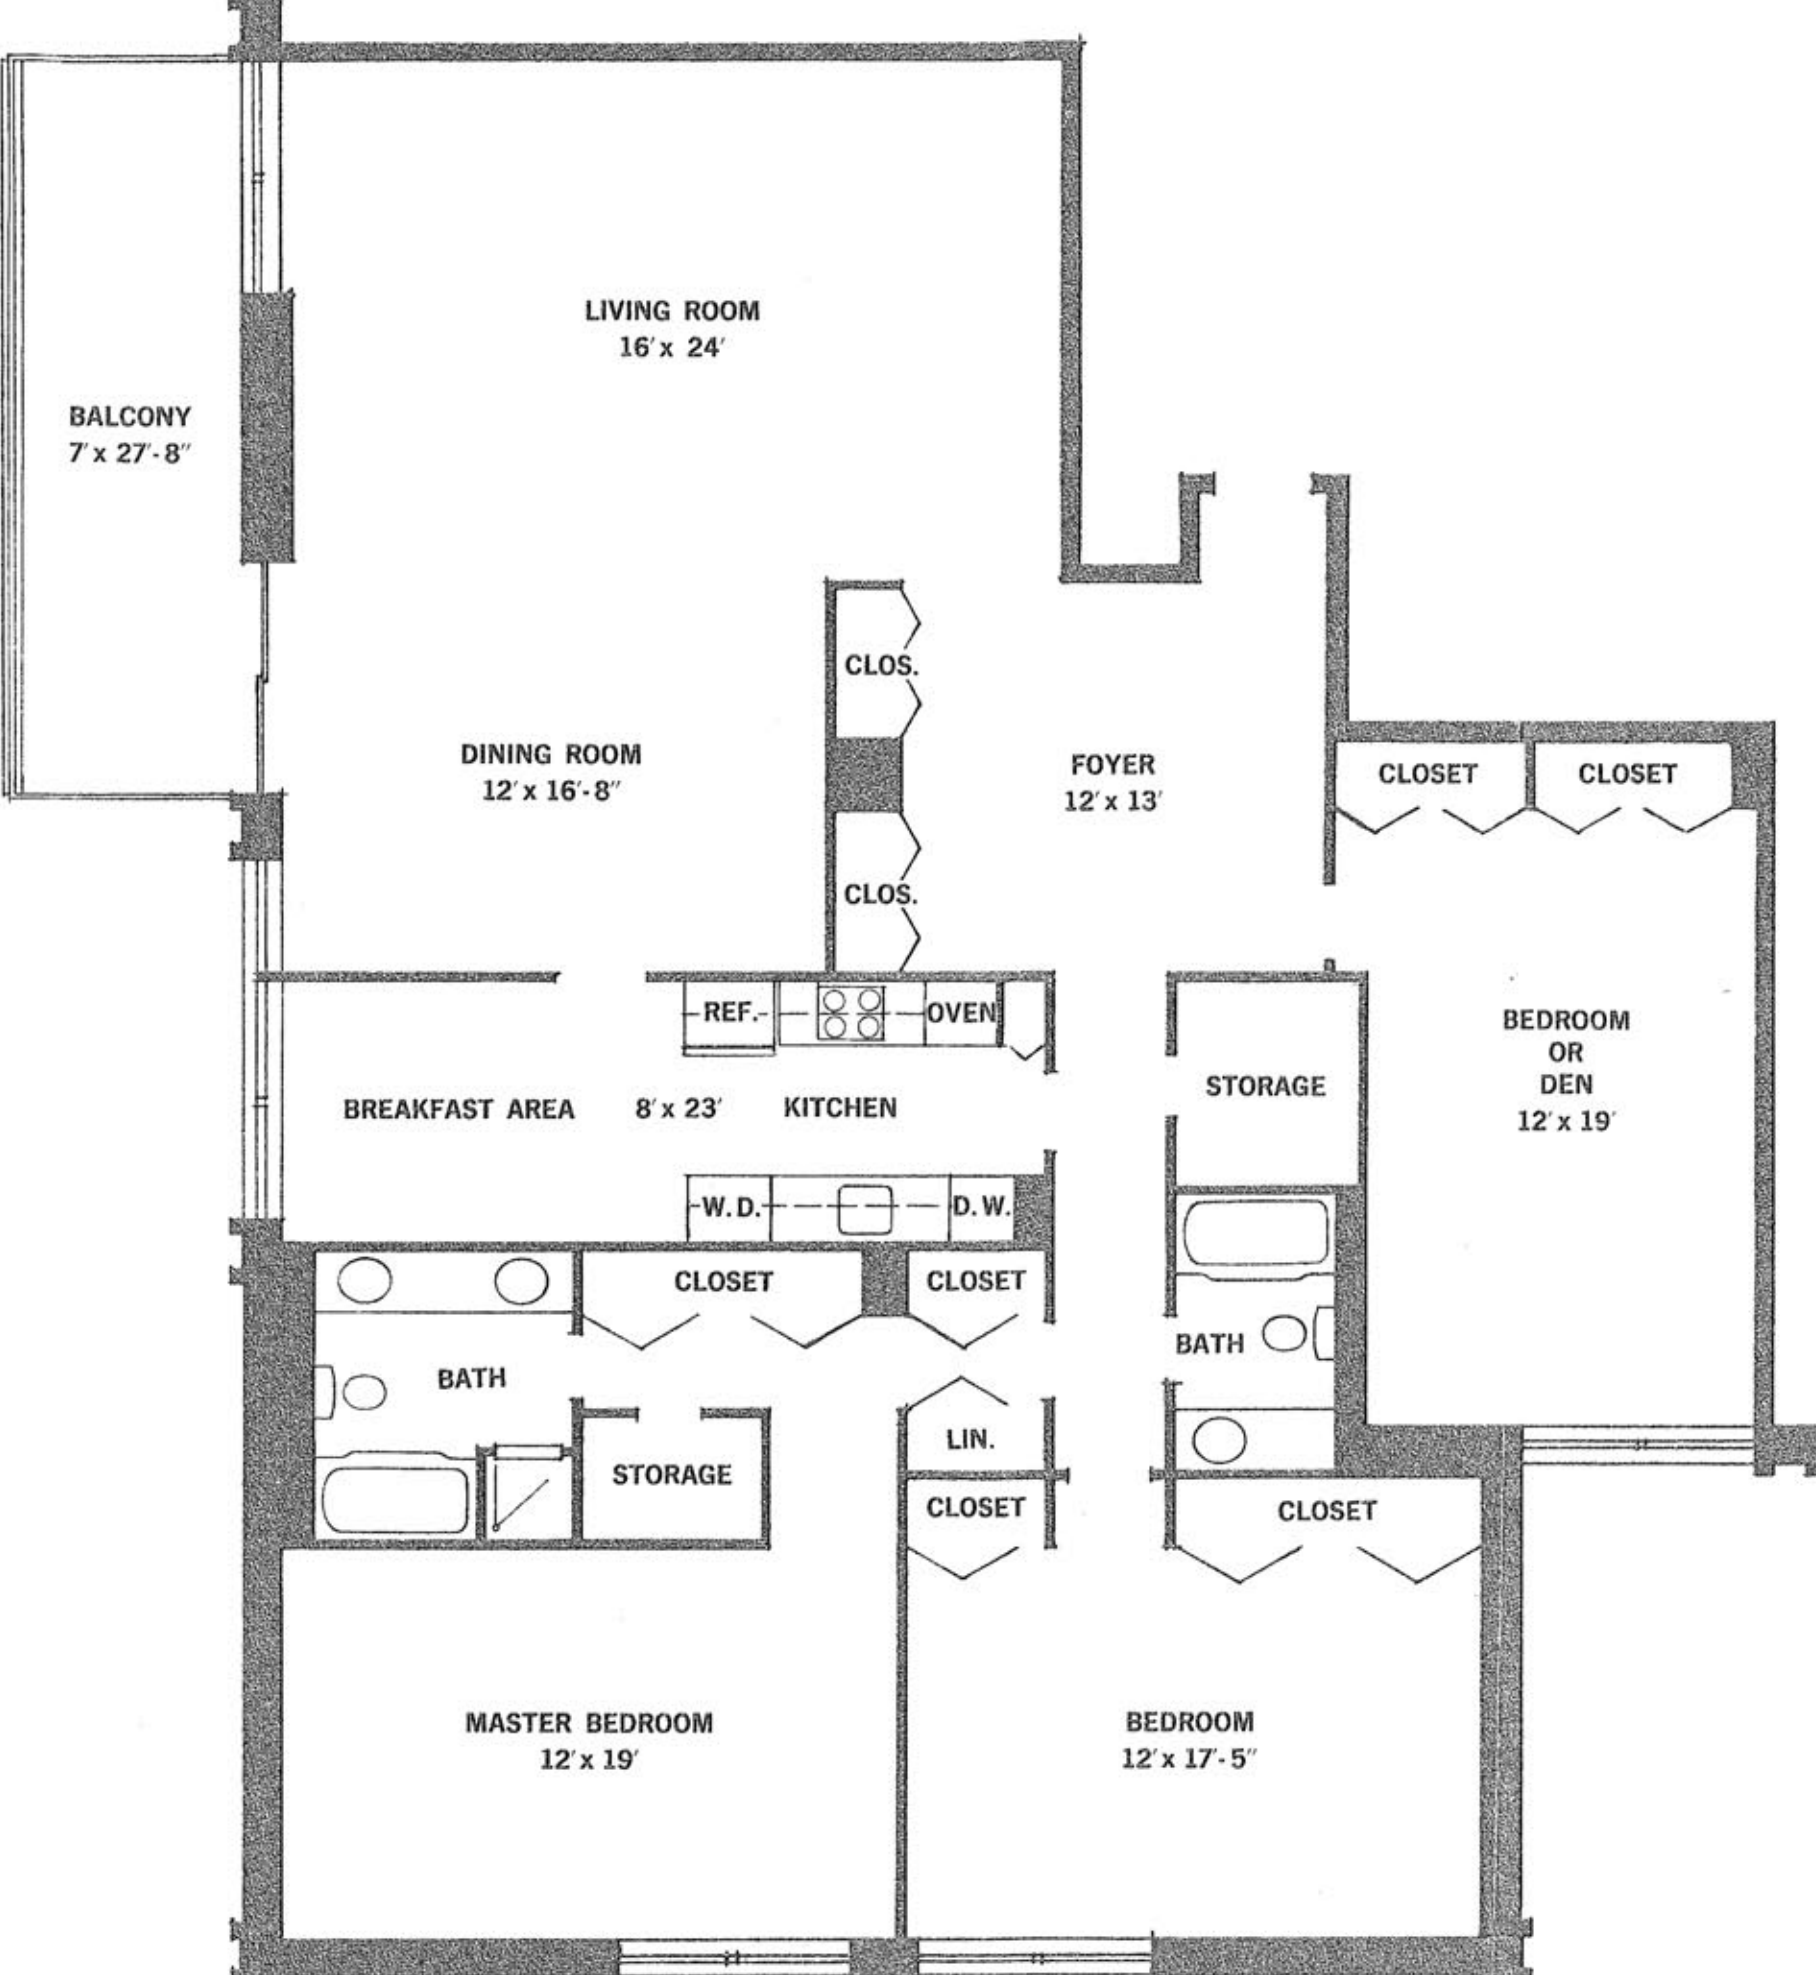 LIVING ROOM
16' x 24'
BALCONY
7' x 27'-8"
CLOS.
DINING ROOM
12' x 16'-8"
FOYER
12' x 13'
CLOSET
CLOSET
CLOS.
REF.
OVEN
BEDROOM
OR
DEN
12' x 19'
STORAGE
BREAKFAST AREA 8' x 23' KITCHEN
W.D.
D.W.
CLOSET
CLOSET
BATH
BATH
LIN.
STORAGE
CLOSET
CLOSET
MASTER BEDROOM
12' x 19'
BEDROOM
12' x 17'-5"